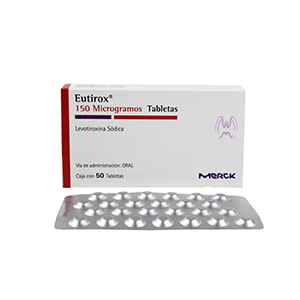 Eutirox®
150 Microgramos Tabletas
Levotiroxina Sódica
Vía de administración: ORAL
Caja con 50 Tabletas
MERCK